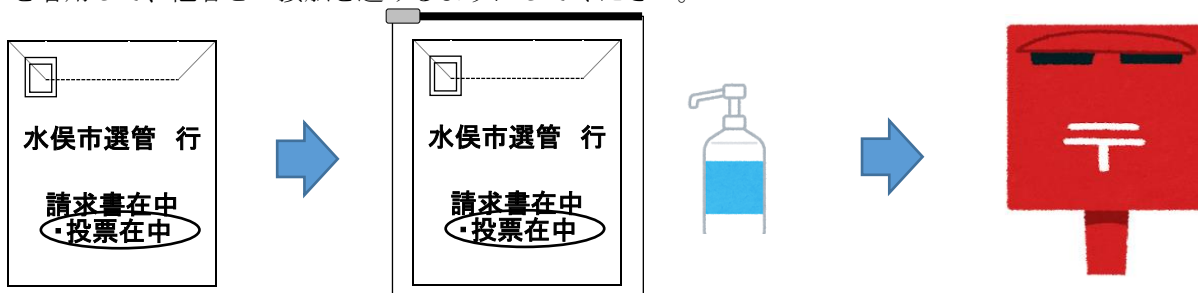 水俣市選管 行
請求書在中
・投票在中
水俣市選管 行
請求書在中
・投票在中
〒